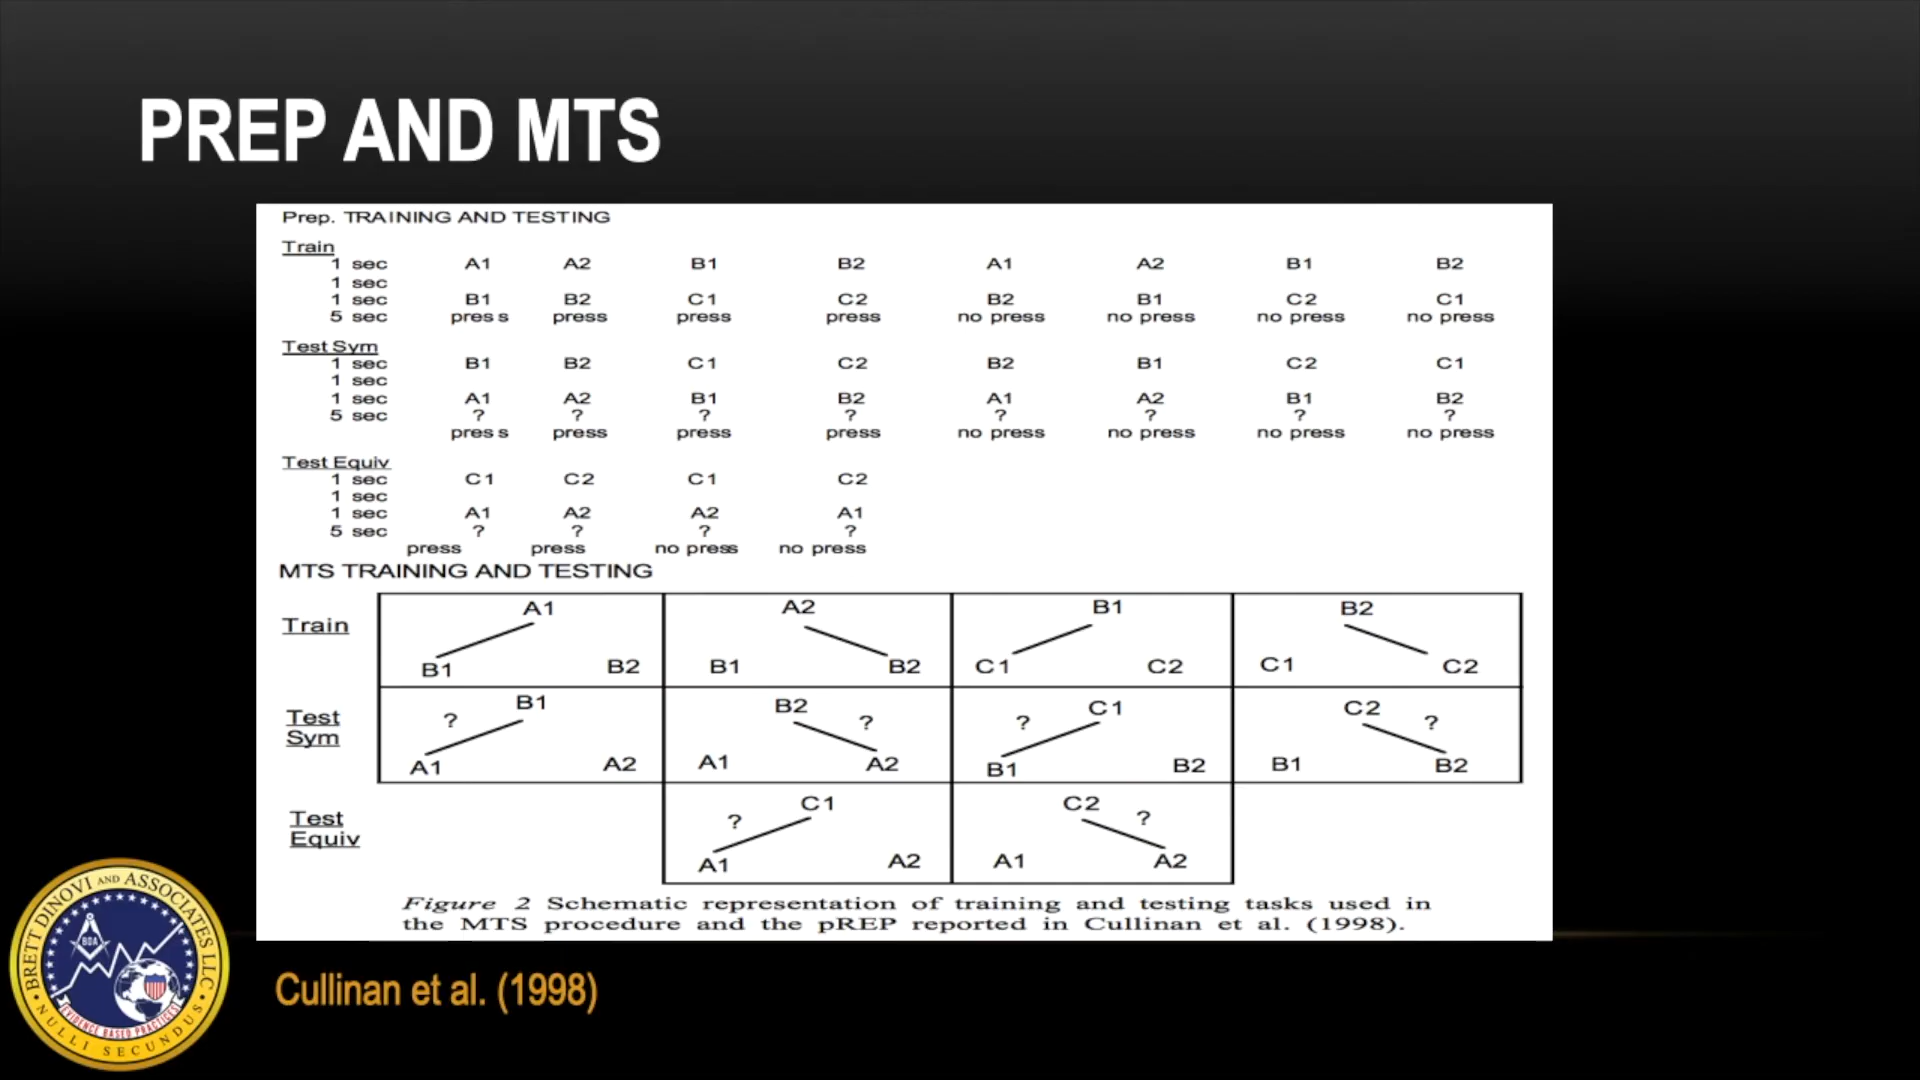 PREP AND MTS
Prep. TRAINING AND TESTING
Train
1 sec A1 A2 B1 B2 A1 A2 B1 B2
1 sec
1 sec B1 B2 C1 C2 B2 B1 C2 C1
5 sec press press press press no press no press no press no press
Test Sym
1 sec B1 B2 C1 C2 B2 B1 C2 C1
1 sec
1 sec A1 A2 B1 B2 A1 A2 B1 B2
5 sec ? ? ? ? ? ? ? ?
press press press press no press no press no press no press
Test Equiv
1 sec C1 C2 C1 C2
1 sec
1 sec A1 A2 A2 A1
5 sec ? ? ? ?
press press no press no press
MTS TRAINING AND TESTING
Train
A1 A2 B1 B2
B1 B2 B1 B2 C1 C2 C1 C2
Test
Sym
B1 B2 C1 C2
? ? ? ?
A1 A2 A1 A2 B1 B2 B1 B2
Test
Equiv
C1 C2
? ?
A1 A2 A1 A2
Figure 2 Schematic representation of training and testing tasks used in
the MTS procedure and the pREP reported in Cullinan et al. (1998).
Cullinan et al. (1998)
BRETT DINOVI AND ASSOCIATES LLC
BDA
EVIDENCE BASED PRACTICES
NULLI SECUNDUS